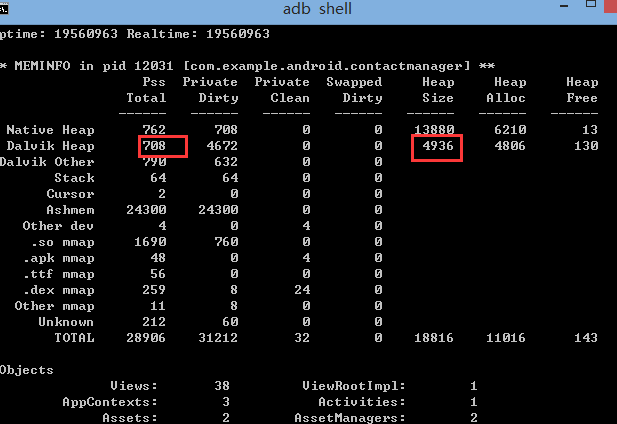 adb shell
ptime: 19560963 Realtime: 19560963
* MEMINFO in pid 12031 [com.example.android.contactmanager] **
Pss Private Private Swapped Heap Heap Heap
Total Dirty Clean Dirty Size Alloc Free
------ ------ ------ ------ ------ ------ ------
Native Heap 762 708 0 0 13880 6210 13
Dalvik Heap 708 4672 0 0 4936 4806 130
Dalvik Other 790 632 0 0
Stack 64 64 0 0
Cursor 2 0 0 0
Ashmem 24300 24300 0 0
Other dev 4 0 4 0
.so mmap 1690 760 0 0
.apk mmap 48 0 4 0
.ttf mmap 56 0 0 0
.dex mmap 259 8 24 0
Other mmap 11 8 0 0
Unknown 212 60 0 0
TOTAL 28906 31212 32 0 18816 11016 143
Objects
Views: 38 ViewRootImpl: 1
AppContexts: 3 Activities: 1
Assets: 2 AssetManagers: 2